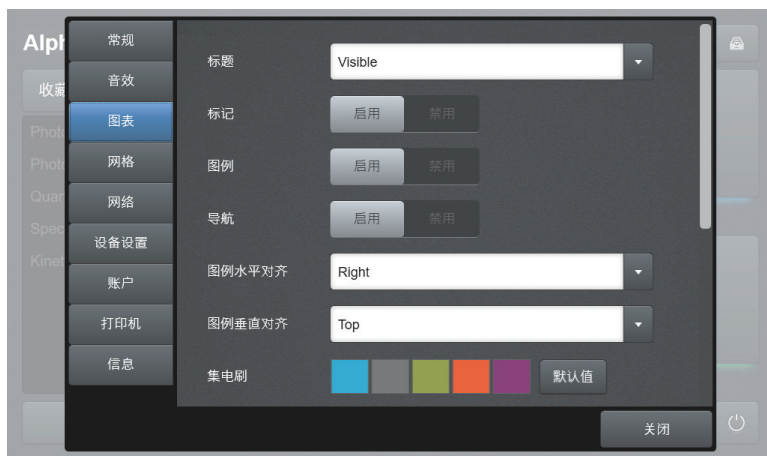 常规
音效
图表
网格
网络
设备设置
账户
打印机
信息
标题 Visible
标记 启用 禁用
图例 启用 禁用
导航 启用 禁用
图例水平对齐 Right
图例垂直对齐 Top
集电刷 默认值
关闭
Alph
收藏
Photo
Photo
Quan
Spec
Kinet